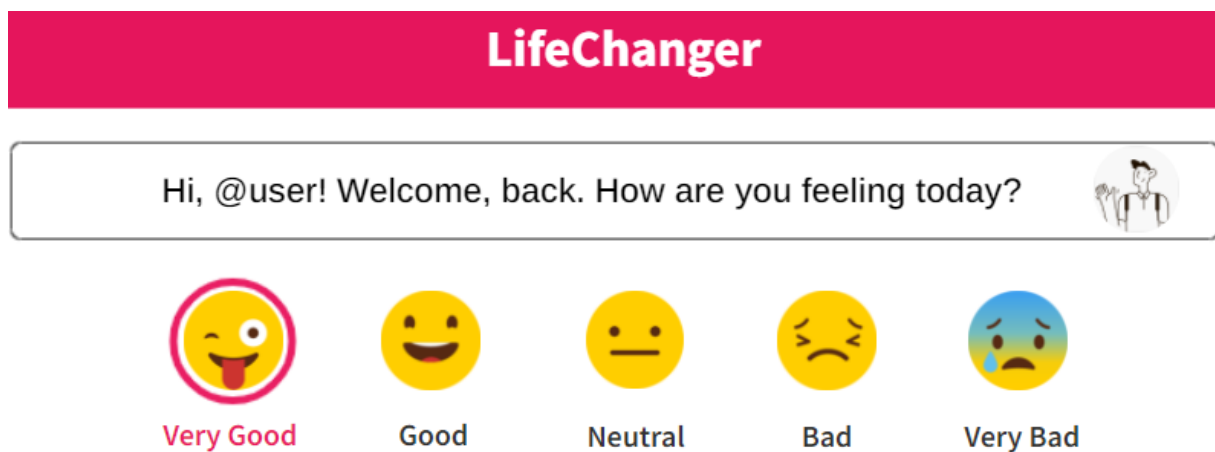 LifeChanger
Hi, @user! Welcome, back. How are you feeling today?
Very Good Good Neutral Bad Very Bad